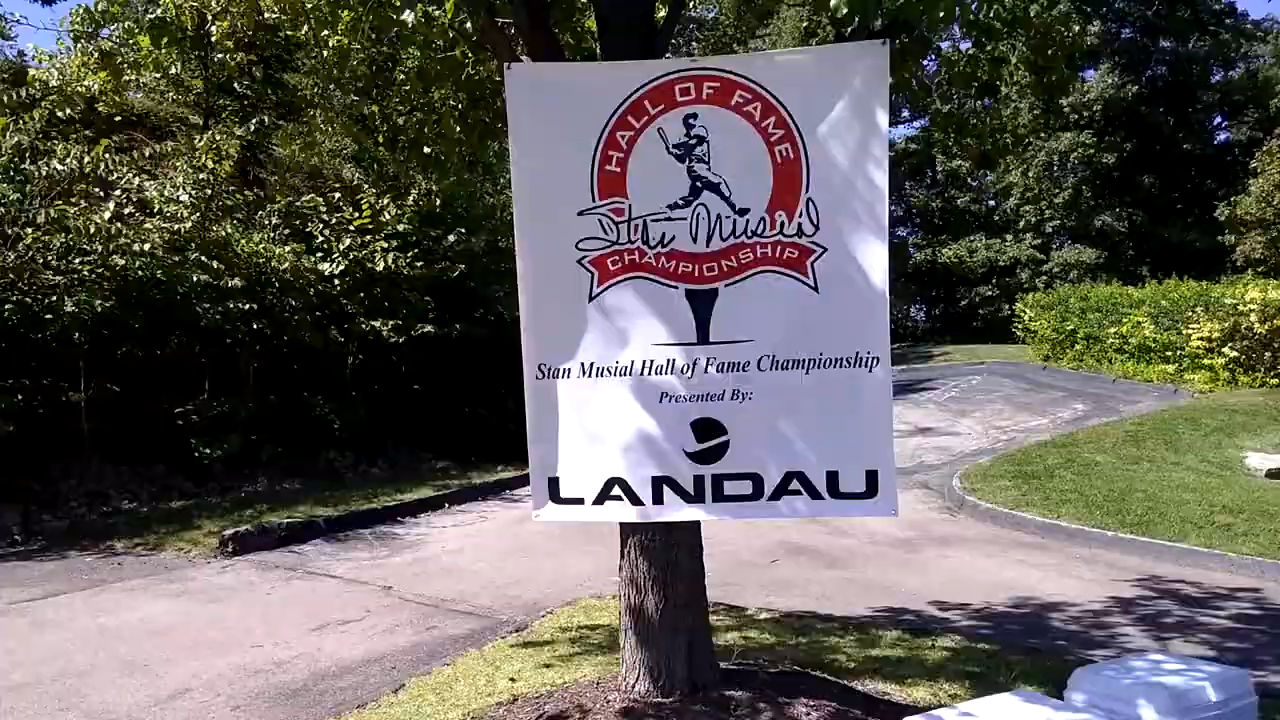 HALL OF FAME
Stan Musial
CHAMPIONSHIP
Stan Musial Hall of Fame Championship
Presented By:
LANDAU